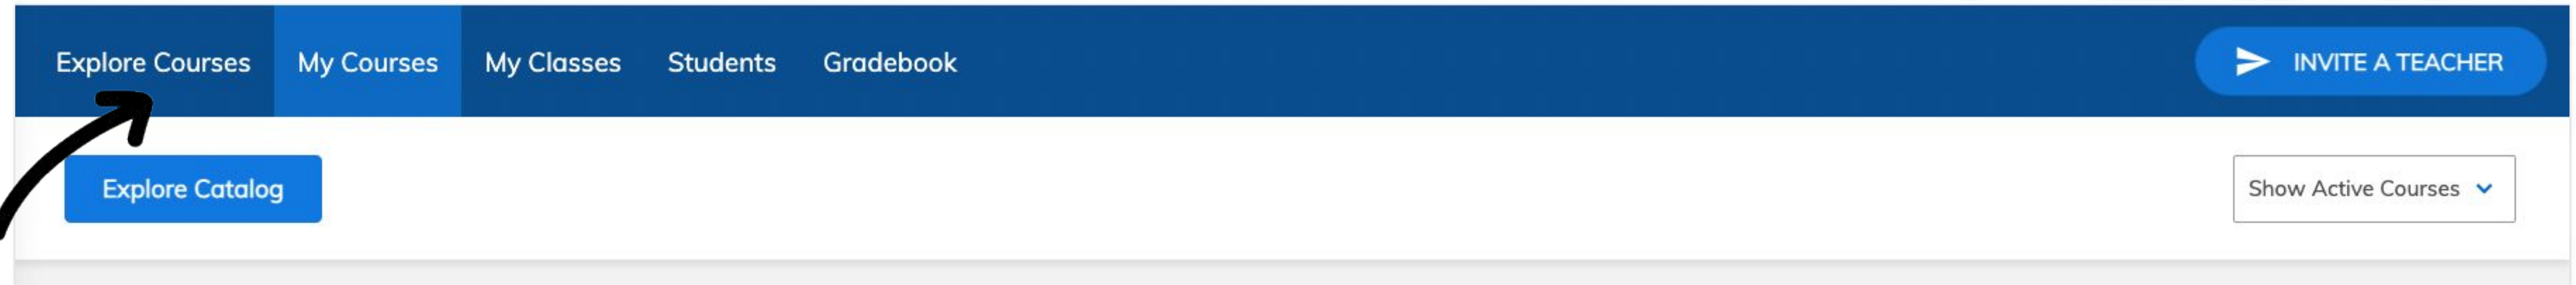 Explore Courses My Courses My Classes Students Gradebook INVITE A TEACHER
Explore Catalog Show Active Courses